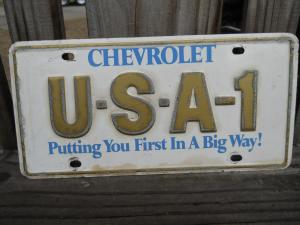 CHEVROLET
U-S-A-1
Putting You First In A Big Way!